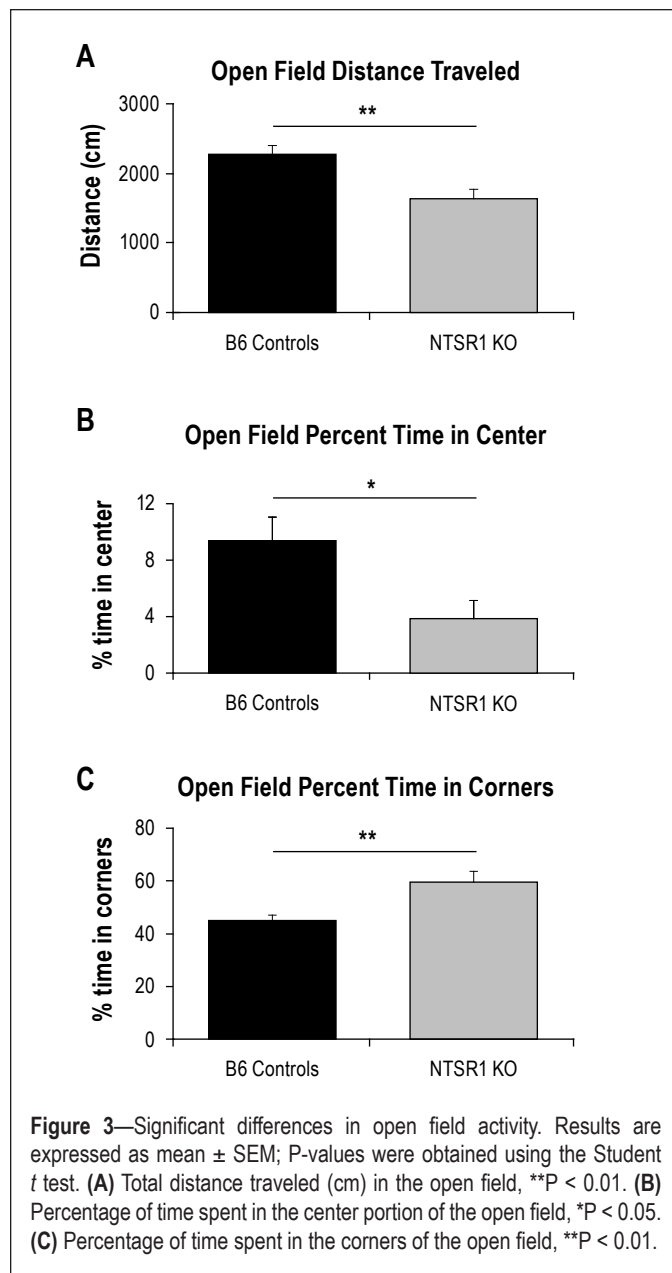 A
Open Field Distance Traveled
Distance (cm)
3000
2000
1000
0
**
B6 Controls
NTSR1 KO
B
Open Field Percent Time in Center
% time in center
12
8
4
0
*
B6 Controls
NTSR1 KO
C
Open Field Percent Time in Corners
% time in corners
80
60
40
20
0
**
B6 Controls
NTSR1 KO
Figure 3—Significant differences in open field activity. Results are
expressed as mean ± SEM; P-values were obtained using the Student
t test. (A) Total distance traveled (cm) in the open field, **P < 0.01. (B)
Percentage of time spent in the center portion of the open field, *P < 0.05.
(C) Percentage of time spent in the corners of the open field, **P < 0.01.